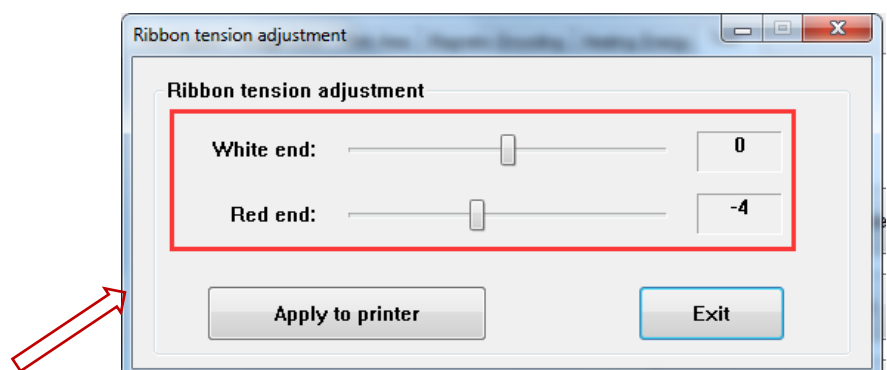 Ribbon tension adjustment
Ribbon tension adjustment
White end: 0
Red end: -4
Apply to printer Exit